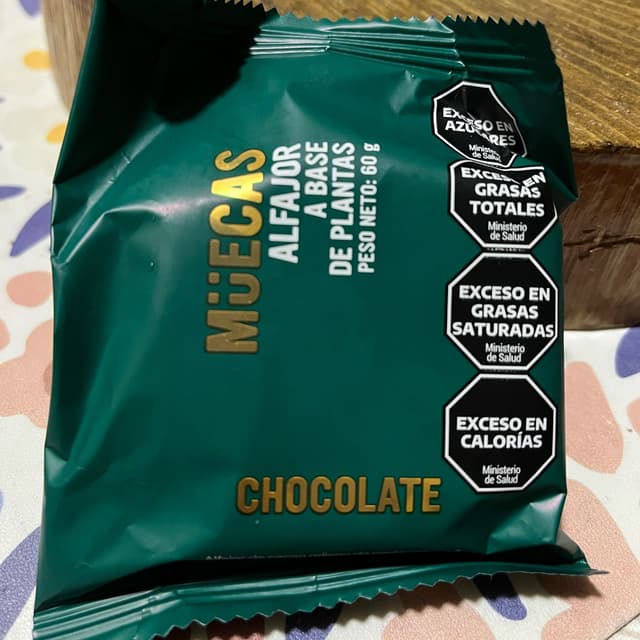 MÜECAS
ALFAJOR
A BASE
DE PLANTAS
PESO NETO: 60 g
CHOCOLATE
EXCESO EN
AZÚCARES
Ministerio
de Salud
EXCESO EN
GRASAS
TOTALES
Ministerio
de Salud
EXCESO EN
GRASAS
SATURADAS
Ministerio
de Salud
EXCESO EN
CALORÍAS
Ministerio
de Salud